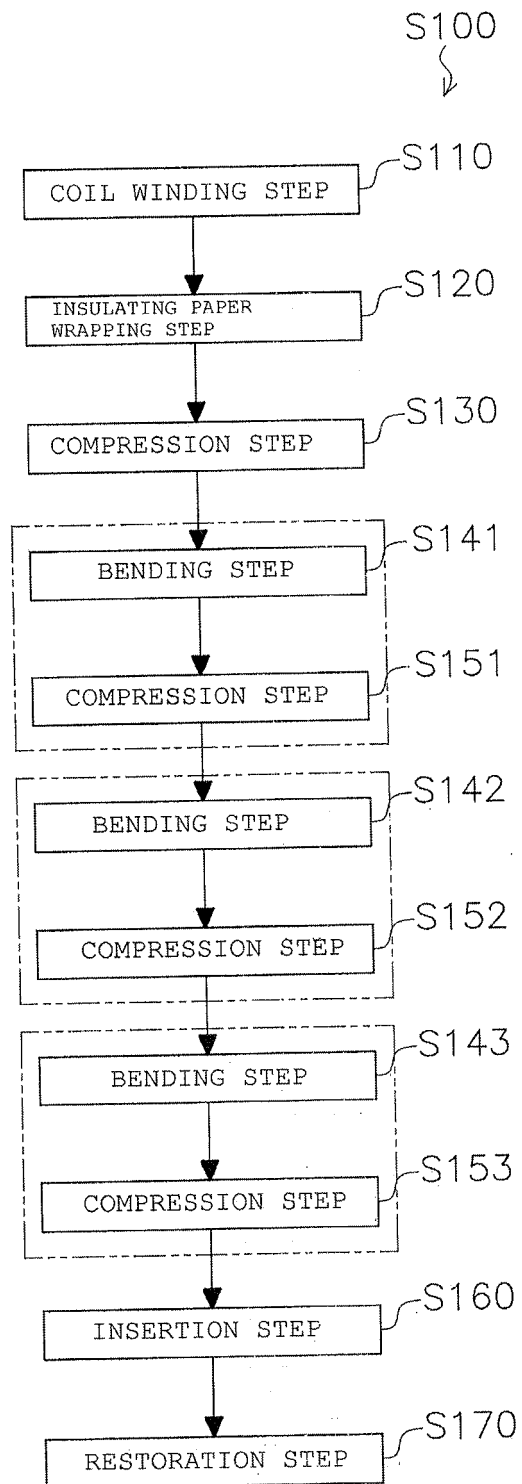 S100
S110
COIL WINDING STEP
S120
INSULATING PAPER
WRAPPING STEP
S130
COMPRESSION STEP
S141
BENDING STEP
S151
COMPRESSION STEP
S142
BENDING STEP
S152
COMPRESSION STEP
S143
BENDING STEP
S153
COMPRESSION STEP
S160
INSERTION STEP
S170
RESTORATION STEP